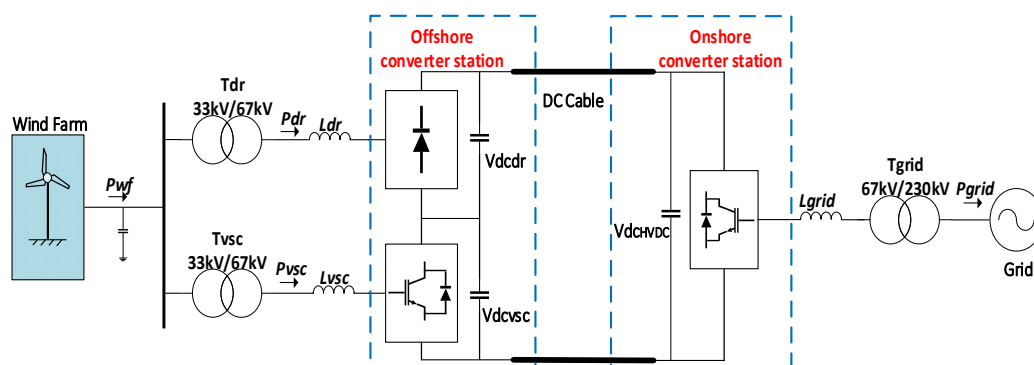 Offshore
converter station
Onshore
converter station
Wind Farm
Tdr
33kV/67kV
Pdr
Ldr
Pwf
Vdcdr
DC Cable
VdcHVDC
Tgrid
67kV/230kV
Lgrid
Pgrid
Grid
Tvsc
33kV/67kV
Pvsc
Lvsc
Vdcvsc